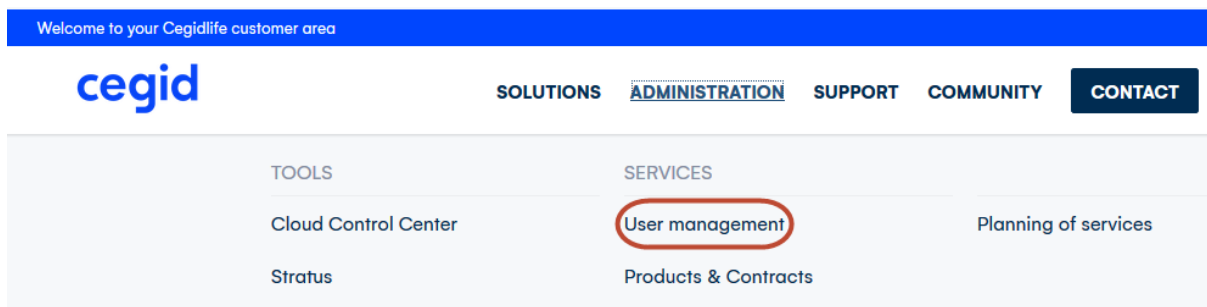 Welcome to your Cegidlife customer area
cegid
SOLUTIONS ADMINISTRATION SUPPORT COMMUNITY CONTACT
TOOLS SERVICES
Cloud Control Center User management Planning of services
Stratus Products & Contracts